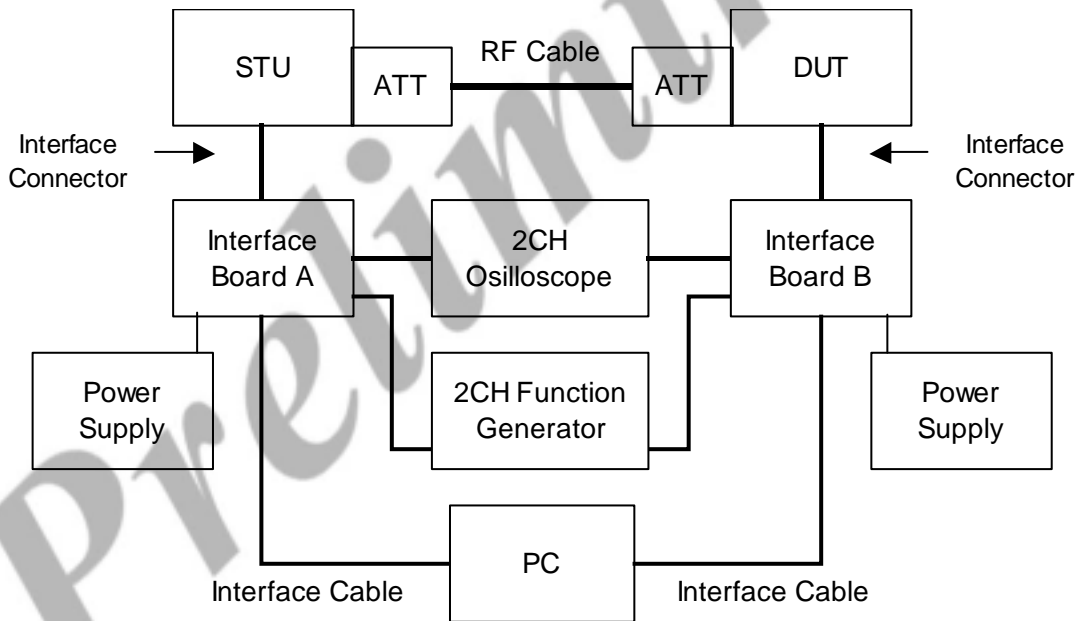 STU
ATT
RF Cable
ATT
DUT
Interface
Connector
Interface
Connector
Interface
Board A
2CH
Osilloscope
Interface
Board B
Power
Supply
2CH Function
Generator
Power
Supply
PC
Interface Cable
Interface Cable
Prelimin